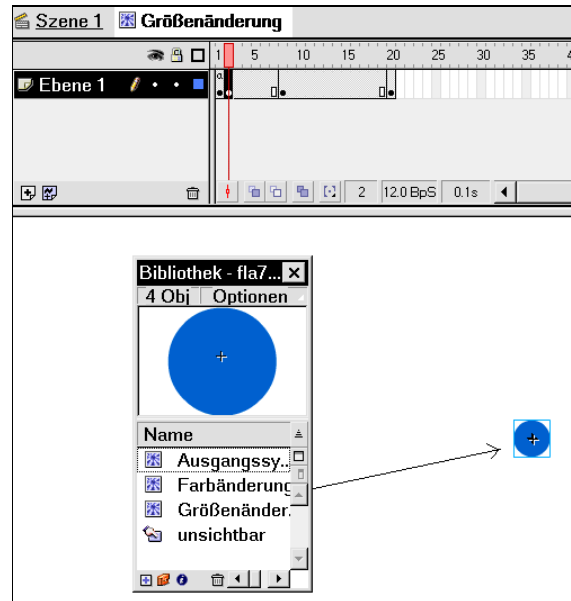 Szene 1 Größenänderung
1 5 10 15 20 25 30 35 4
a
Ebene 1
2 12.0 BpS 0.1s
Bibliothek - fla7...
4 Obj Optionen
Name
Ausgangssy..
Farbänderung
Größenänder.
unsichtbar